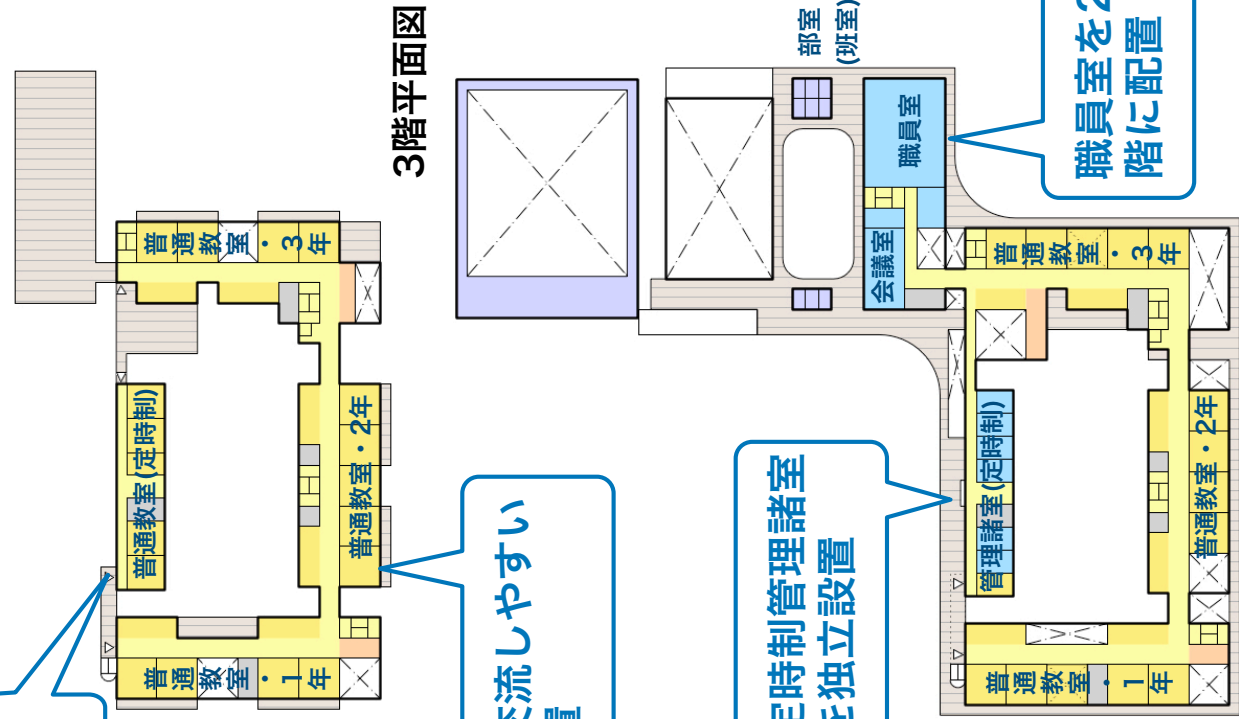 3階平面図
普通教室・3年
普通教室(定時制)
普通教室・2年
普通教室・1年
流しやすい
部室
(班室)
職員室
会議室
職員室を2
階に配置
普通教室・3年
管理諸室(定時制)
普通教室・2年
普通教室・1年
時制管理諸室
独立設置